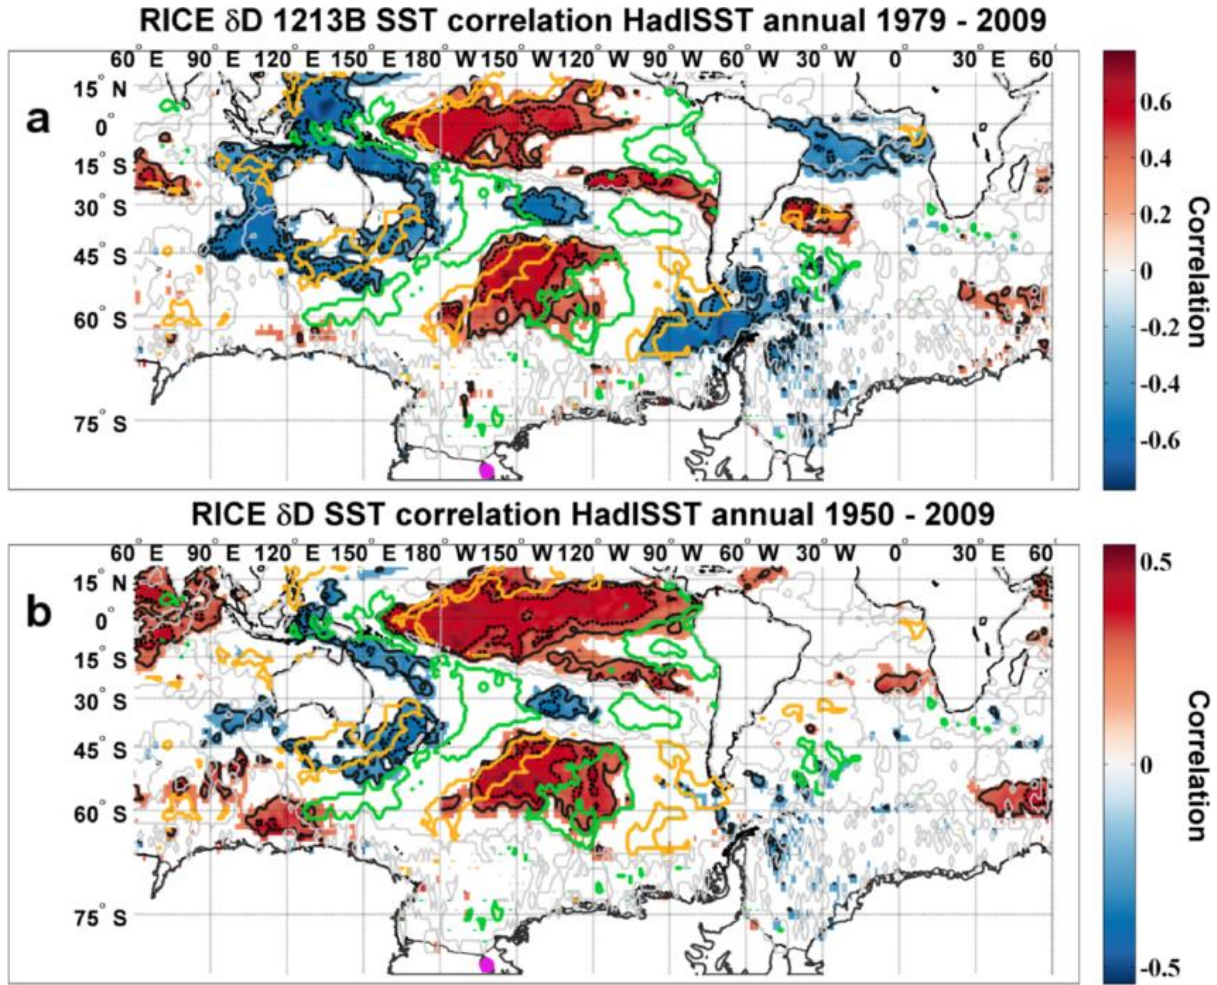 RICE δD 1213B SST correlation HadISST annual 1979 - 2009
60° E 90° E 120° E 150° E 180° W 150° W 120° W 90° W 60° W 30° W 0° 30° E 60°
a
15° N
0°
15° S
30° S
45° S
60° S
75° S
0.6
0.4
0.2
0
-0.2
-0.4
-0.6
Correlation
RICE δD SST correlation HadISST annual 1950 - 2009
60° E 90° E 120° E 150° E 180° W 150° W 120° W 90° W 60° W 30° W 0° 30° E 60°
b
15° N
0°
15° S
30° S
45° S
60° S
75° S
0.5
0
-0.5
Correlation